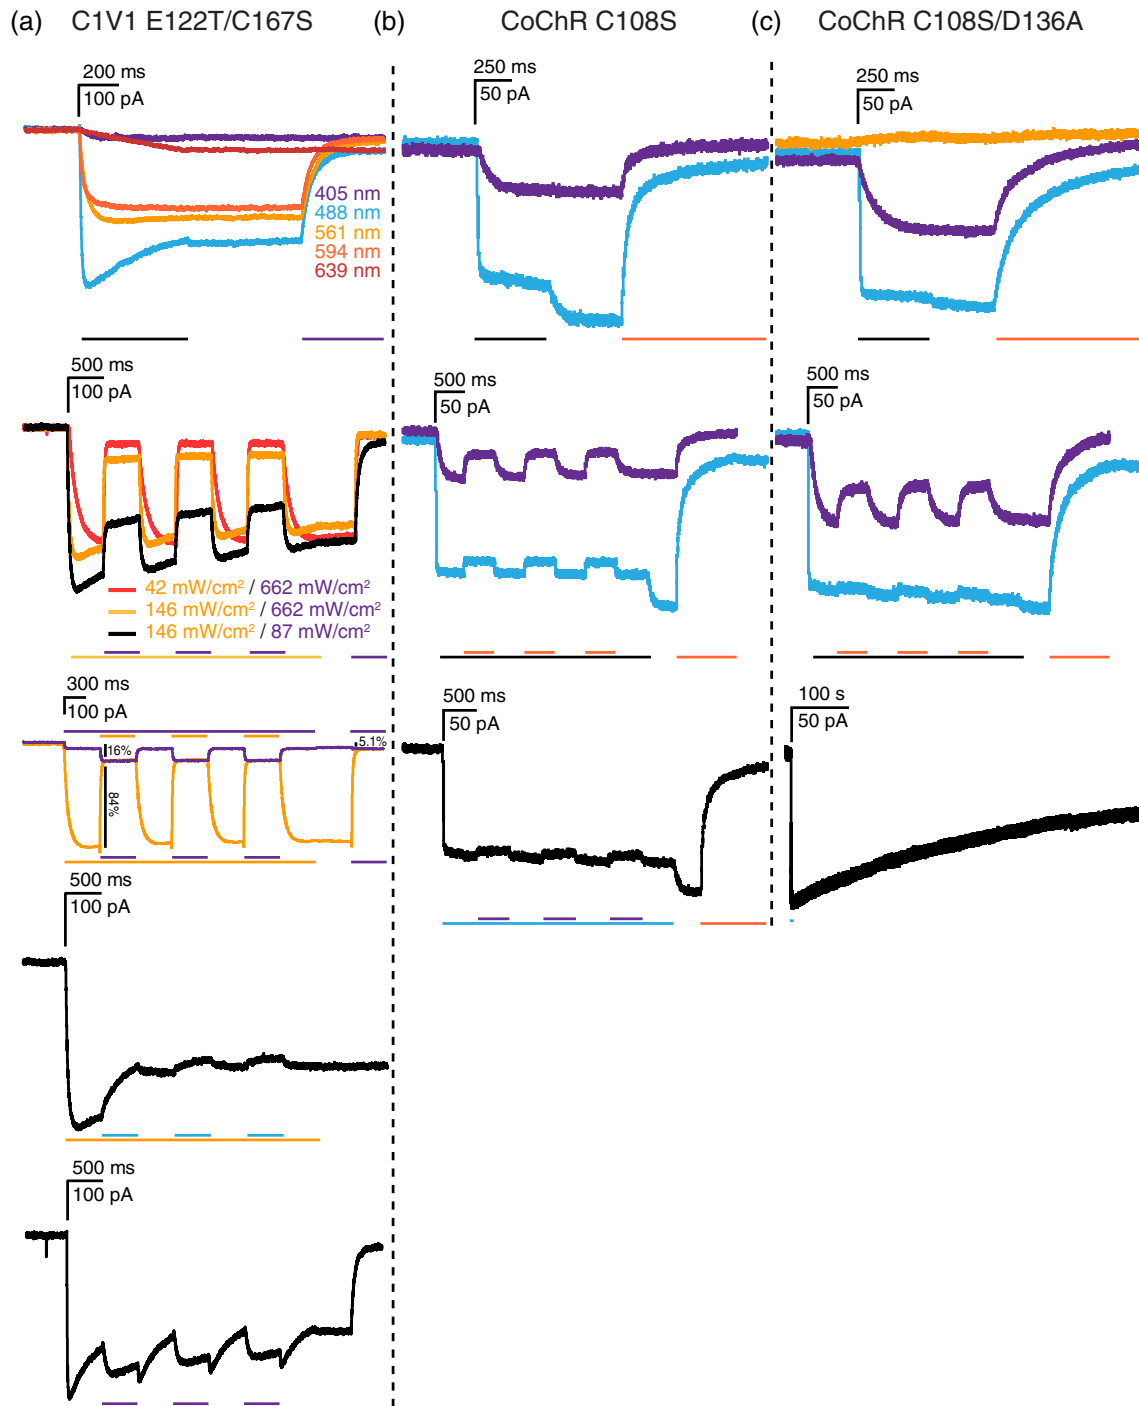 (a) C1V1 E122T/C167S
(b) CoChR C108S
(c) CoChR C108S/D136A
200 ms
100 pA
405 nm
488 nm
561 nm
594 nm
639 nm
250 ms
50 pA
250 ms
50 pA
500 ms
100 pA
42 mW/cm² / 662 mW/cm²
146 mW/cm² / 662 mW/cm²
146 mW/cm² / 87 mW/cm²
500 ms
50 pA
500 ms
50 pA
300 ms
100 pA
16%
84%
5.1%
500 ms
50 pA
100 s
50 pA
500 ms
100 pA
500 ms
100 pA